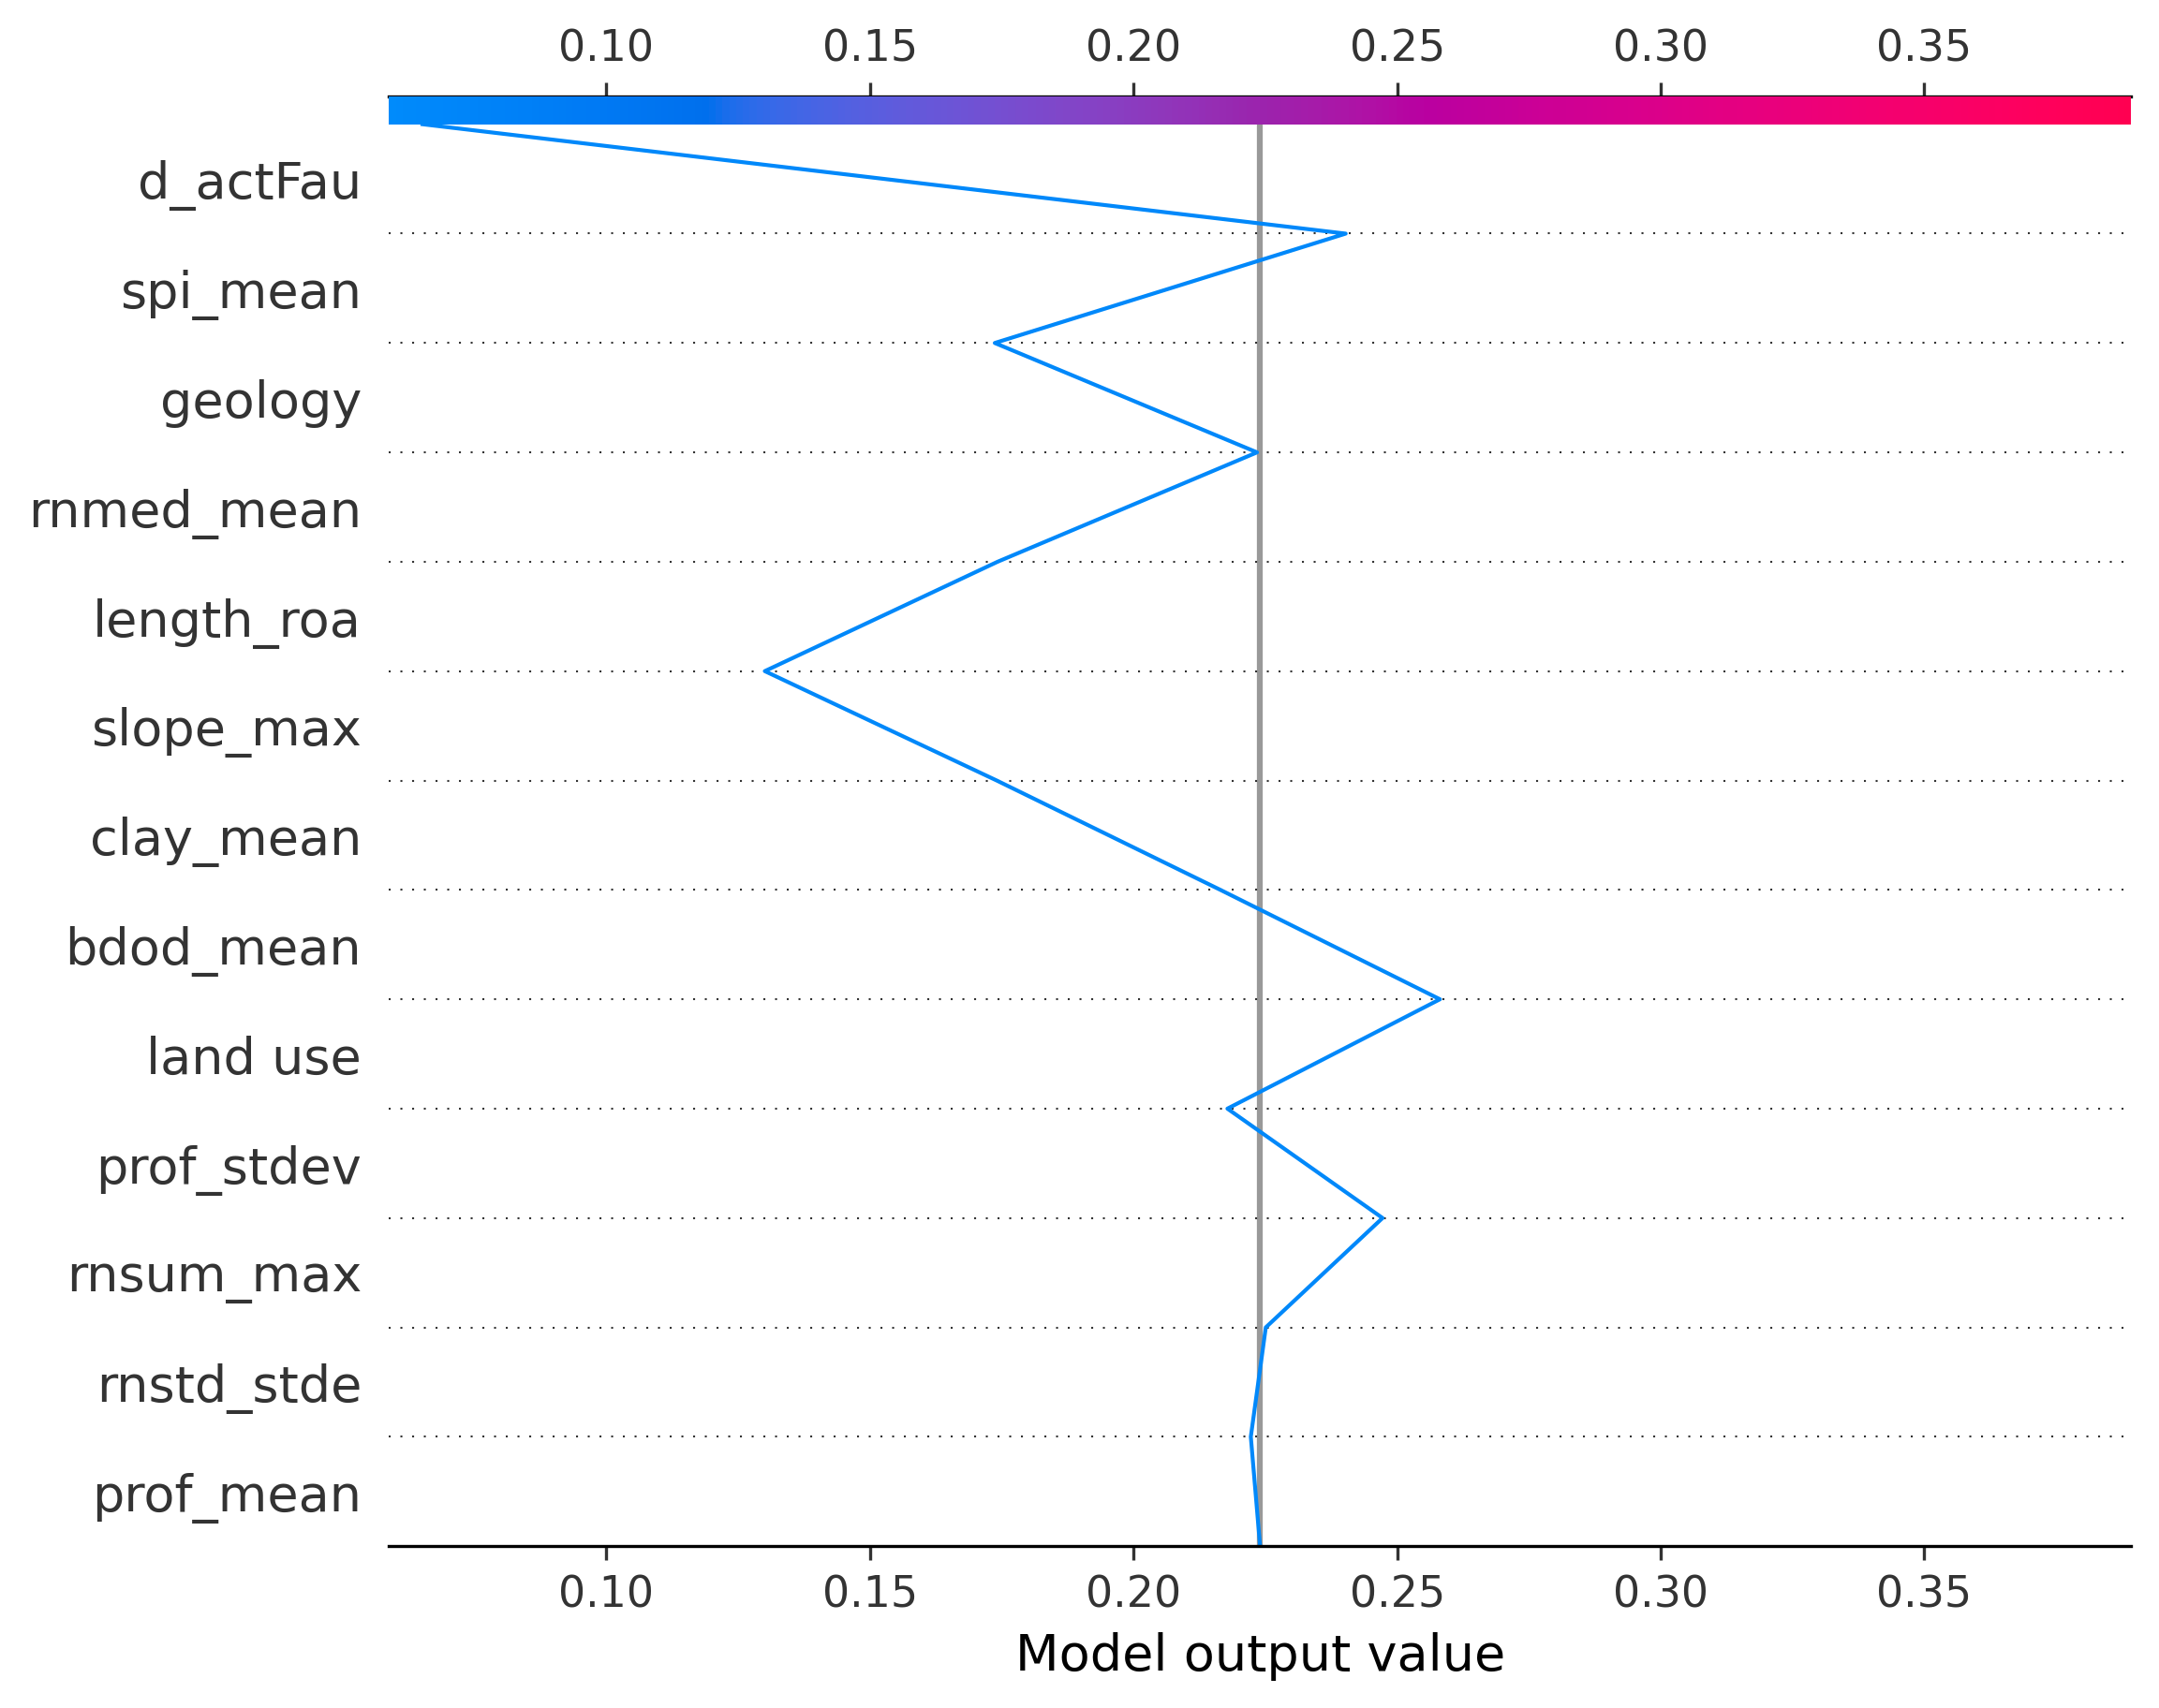 0.10 0.15 0.20 0.25 0.30 0.35
d_actFau
spi_mean
geology
rnmed_mean
length_roa
slope_max
clay_mean
bdod_mean
land use
prof_stdev
rnsum_max
rnstd_stde
prof_mean
0.10 0.15 0.20 0.25 0.30 0.35
Model output value